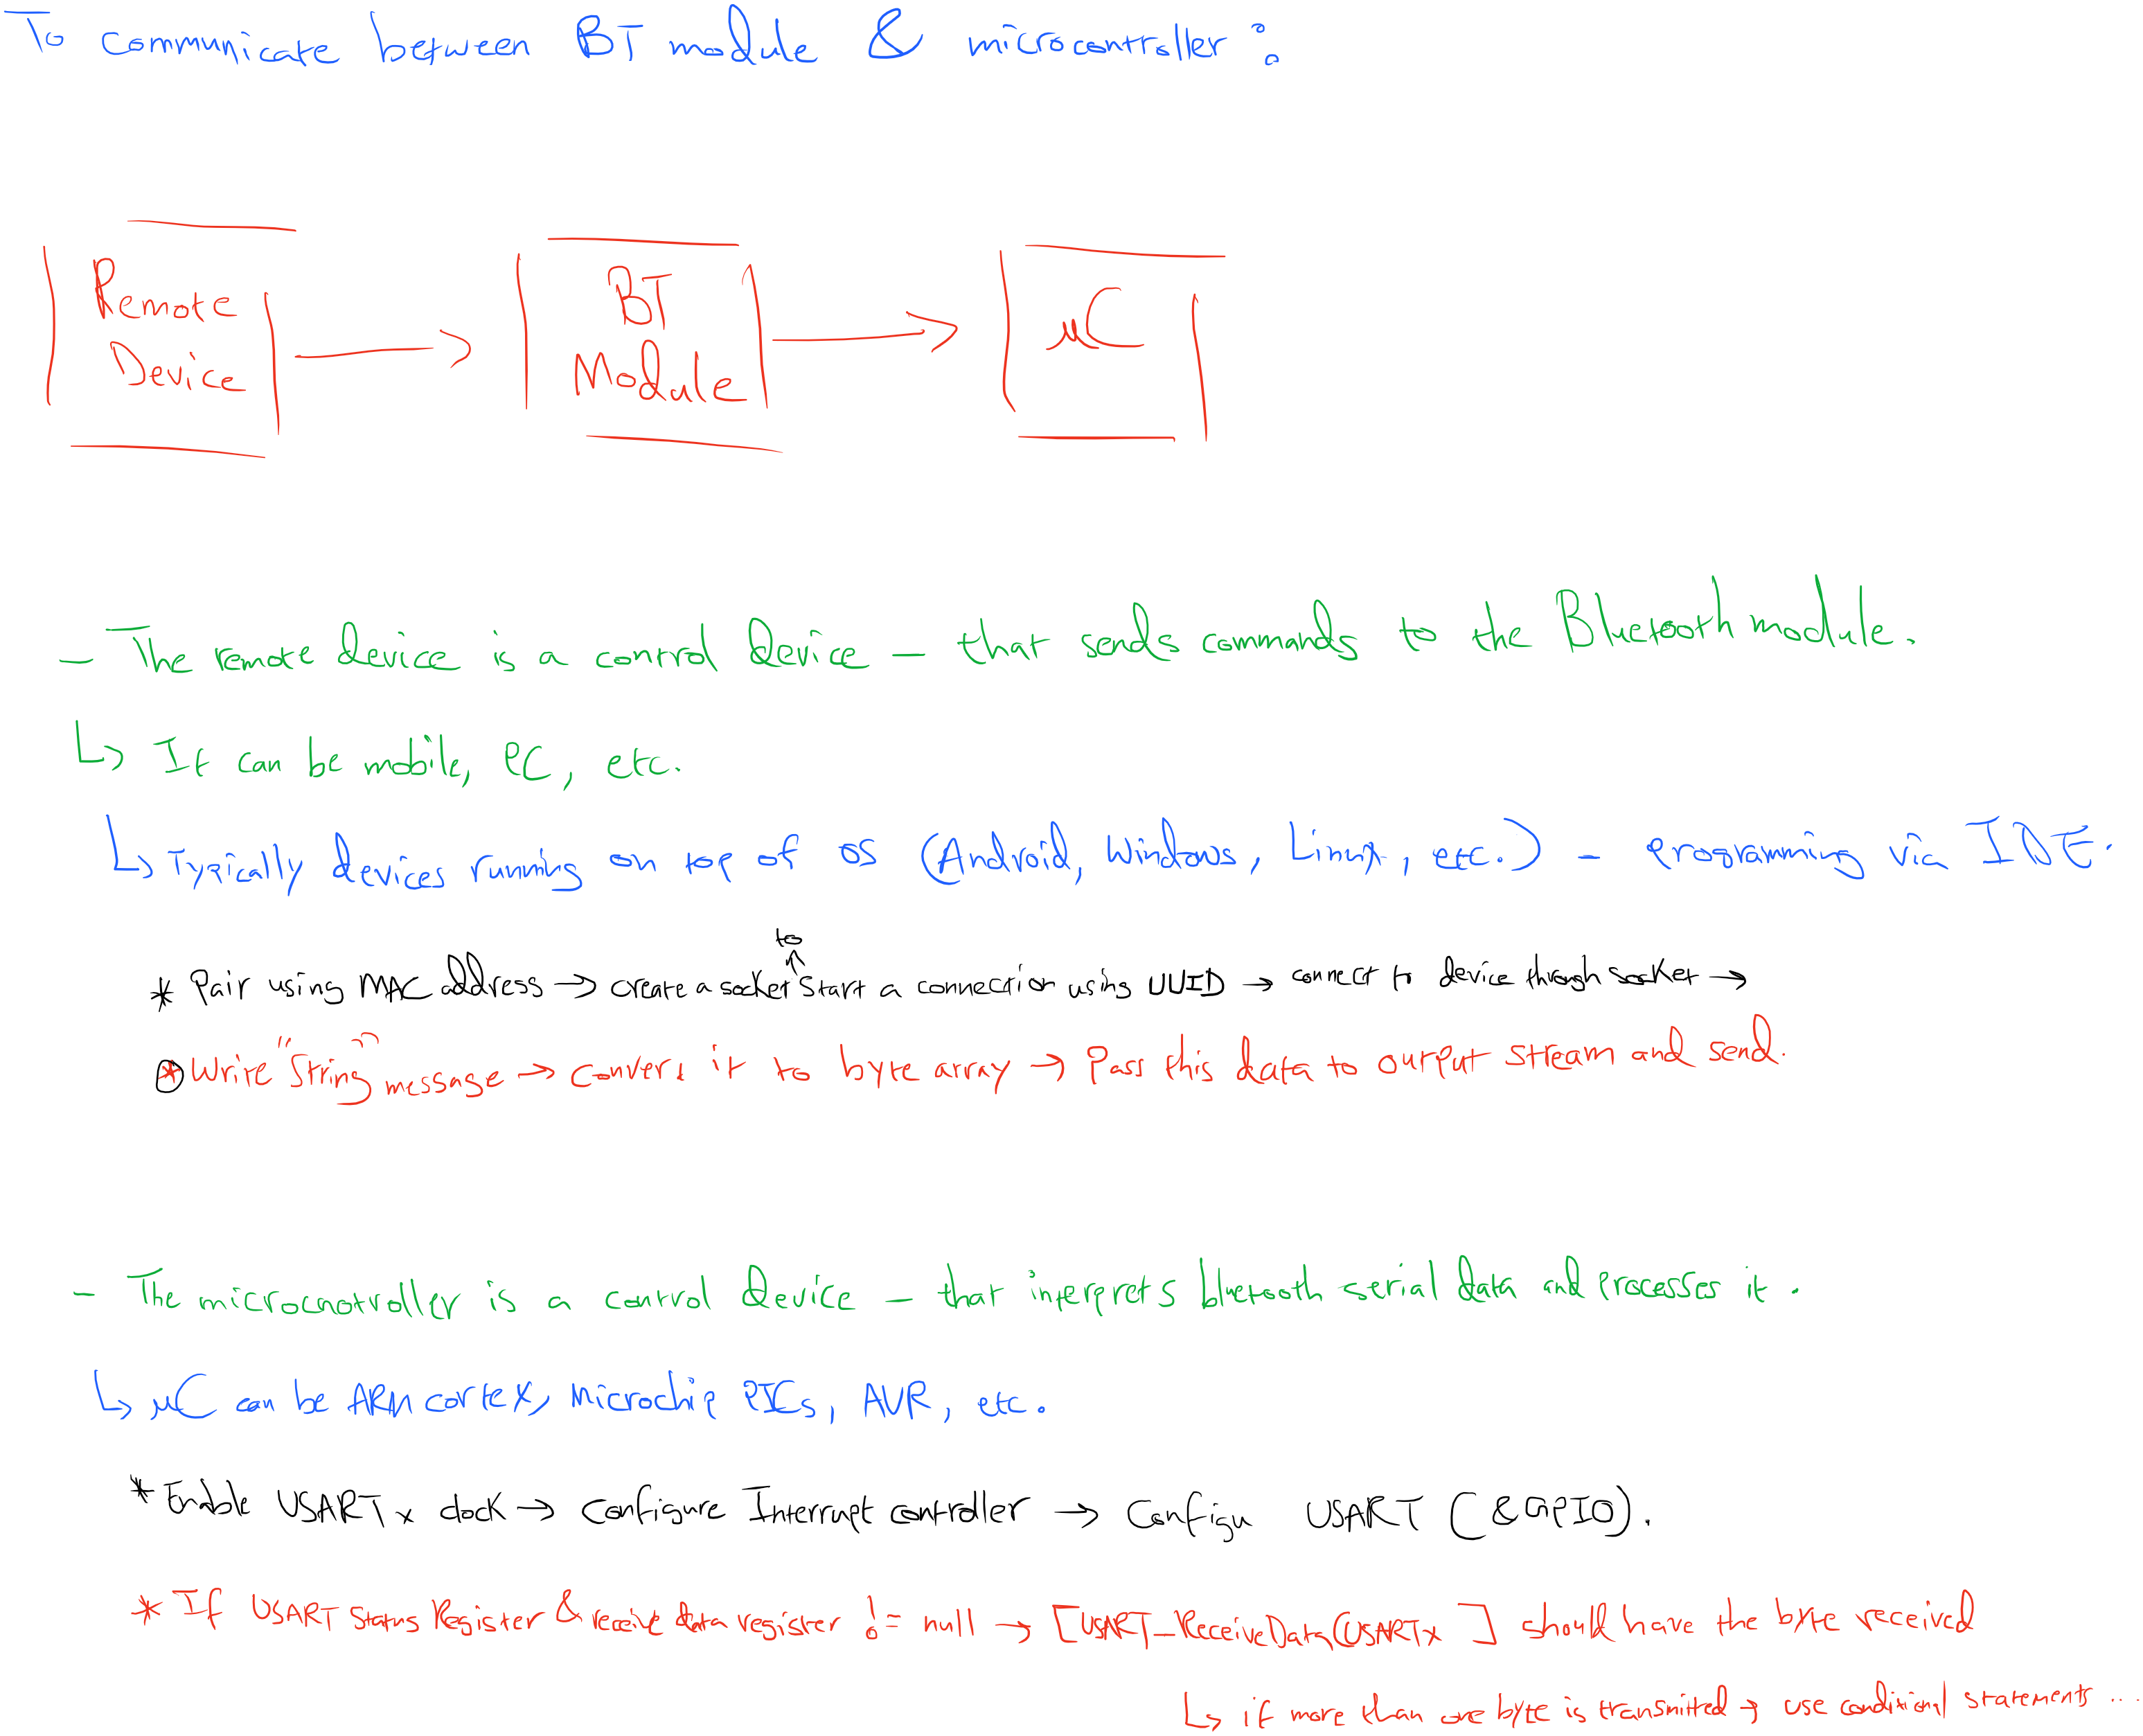 To communicate between BT module & microcontroller :
Remote
Device
BT
Module
μC
- The remote device is a control device - that sends commands to the Bluetooth module.
↳ It can be mobile, PC, etc.
↳ Typically devices running on top of OS (Android, Windows, Linux, etc.) - programming via IDE.
to
* Pair using MAC address → create a socket ^ start a connection using UUID → connect to device through socket →
* Write "String" message → convert it to byte array → Pass this data to output stream and send.
- The microcnotroller is a control device - that interprets bluetooth serial data and processes it.
↳ μC can be ARM cortex, Microchip PICs, AVR, etc.
* Enable USARTx clock → configure Interrupt controller → Configu USART (& GPIO).
* If USART Status Register & receive data register != null → [USART_ReceiveData(USARTx ] should have the byte received
↳ if more than one byte is transmitted → use conditional statements ...